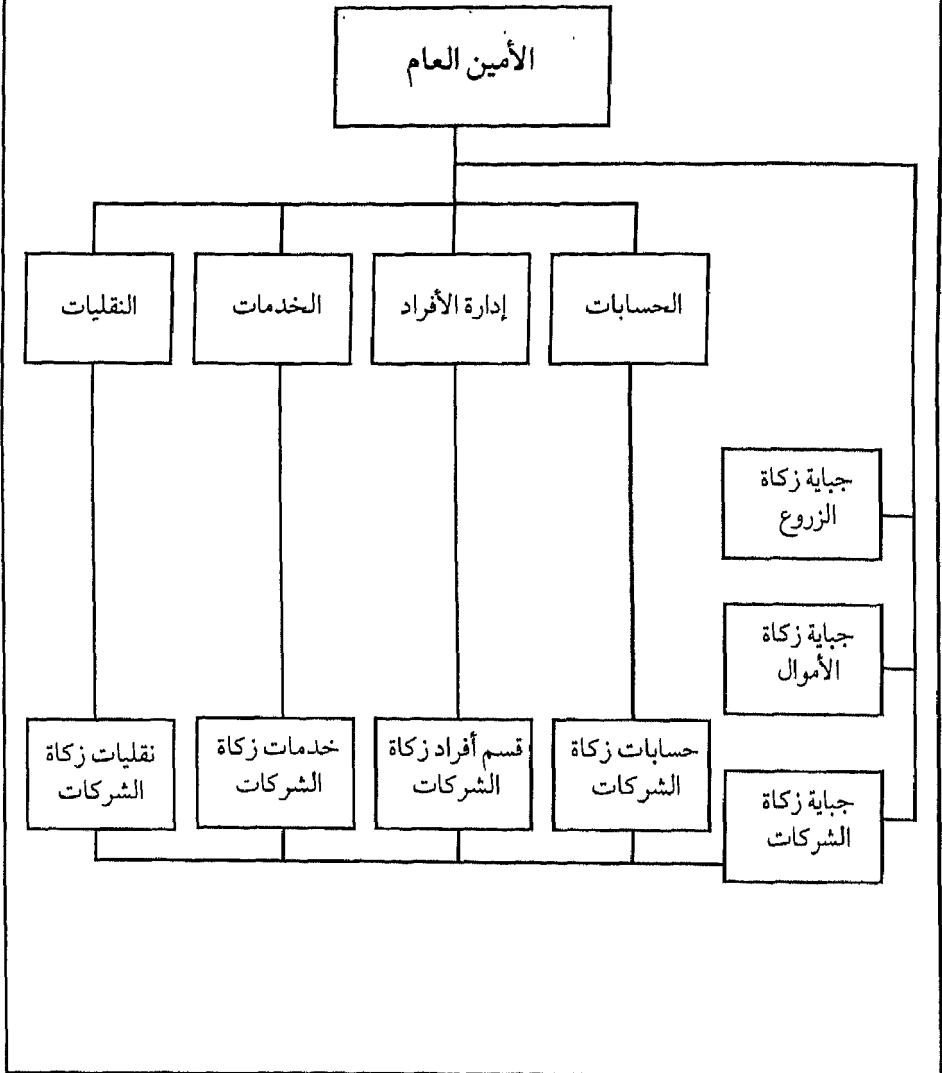 الأمين العام
الحسابات
إدارة الأفراد
الخدمات
النقليات
جباية زكاة
الزروع
جباية زكاة
الأموال
جباية زكاة
الشركات
حسابات زكاة
الشركات
قسم أفراد زكاة
الشركات
خدمات زكاة
الشركات
نقليات زكاة
الشركات